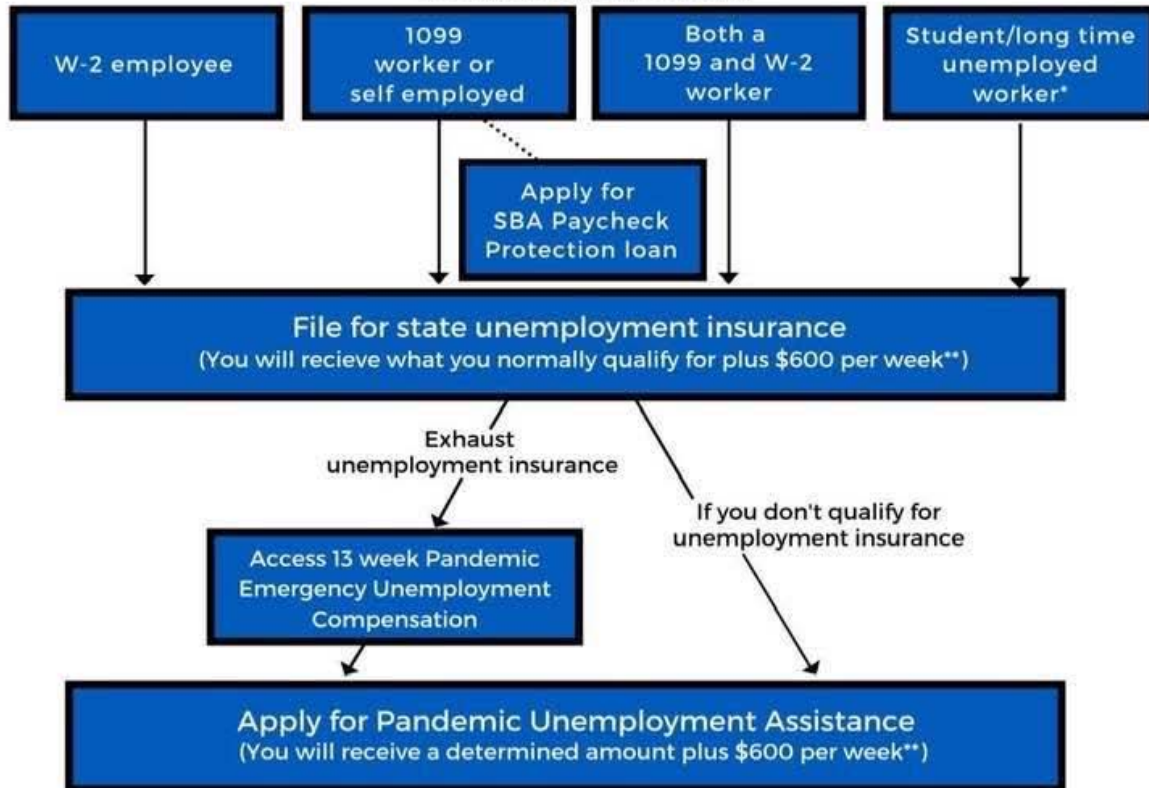 W-2 employee
1099
worker or
self employed
Both a
1099 and W-2
worker
Student/long time
unemployed
worker*
Apply for
SBA Paycheck
Protection loan
File for state unemployment insurance
(You will recieve what you normally qualify for plus $600 per week**)
Exhaust
unemployment insurance
If you don't qualify for
unemployment insurance
Access 13 week Pandemic
Emergency Unemployment
Compensation
Apply for Pandemic Unemployment Assistance
(You will receive a determined amount plus $600 per week**)